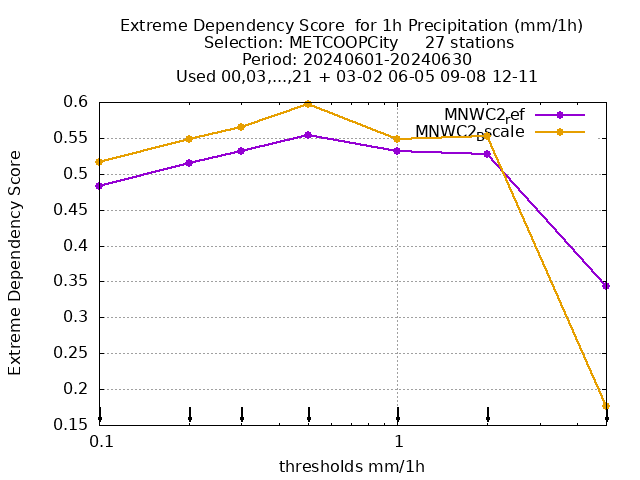 Extreme Dependency Score  for 1h Precipitation (mm/1h)
Selection: METCOOPCity     27 stations
Period: 20240601-20240630
Used 00,03,...,21 + 03-02 06-05 09-08 12-11
MNWC2_ref
MNWC2_Bscale
Extreme Dependency Score
0.6
0.55
0.5
0.45
0.4
0.35
0.3
0.25
0.2
0.15
0.1
1
thresholds mm/1h